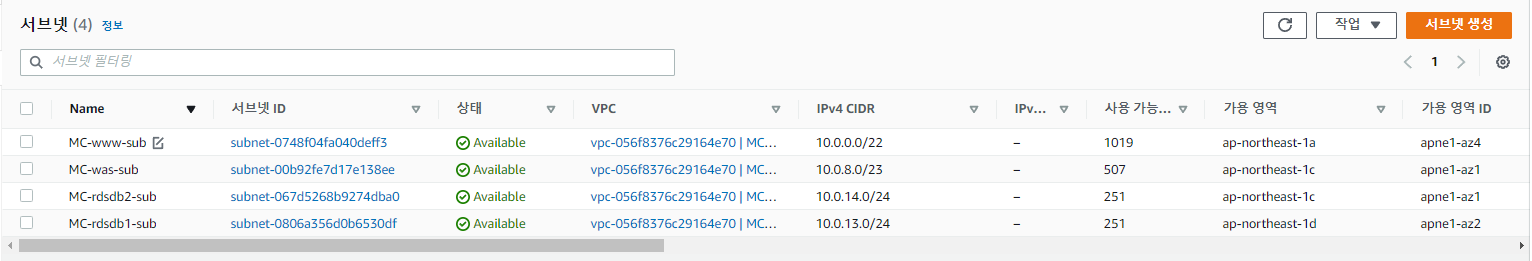 서브넷 (4) 정보
작업 서브넷 생성
서브넷 필터링
1
Name 서브넷 ID 상태 VPC IPv4 CIDR IPv... 사용 가능... 가용 영역 가용 영역 ID
MC-www-sub subnet-0748f04fa040deff3 Available vpc-056f8376c29164e70 | MC... 10.0.0.0/22 – 1019 ap-northeast-1a apne1-az4
MC-was-sub subnet-00b92fe7d17e138ee Available vpc-056f8376c29164e70 | MC... 10.0.8.0/23 – 507 ap-northeast-1c apne1-az1
MC-rdsdb2-sub subnet-067d5268b9274dba0 Available vpc-056f8376c29164e70 | MC... 10.0.14.0/24 – 251 ap-northeast-1c apne1-az1
MC-rdsdb1-sub subnet-0806a356d0b6530df Available vpc-056f8376c29164e70 | MC... 10.0.13.0/24 – 251 ap-northeast-1d apne1-az2